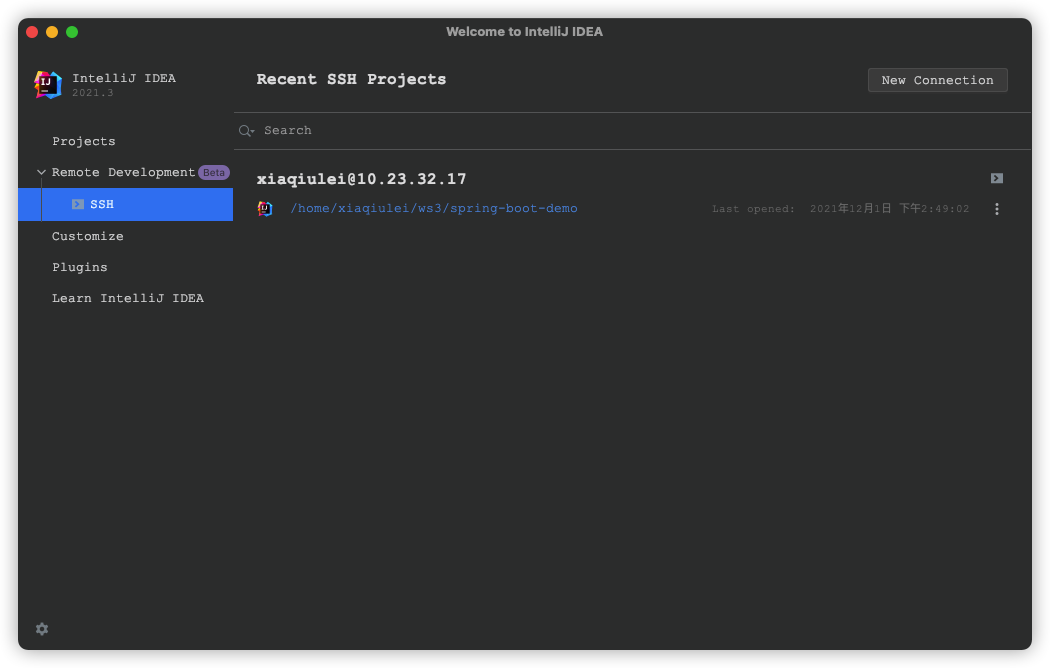 Welcome to IntelliJ IDEA
IJ
IntelliJ IDEA
2021.3
Projects
Remote Development Beta
SSH
Customize
Plugins
Learn IntelliJ IDEA
Recent SSH Projects
New Connection
Search
xiaqiulei@10.23.32.17
/home/xiaqiulei/ws3/spring-boot-demo Last opened: 2021年12月1日 下午2:49:02